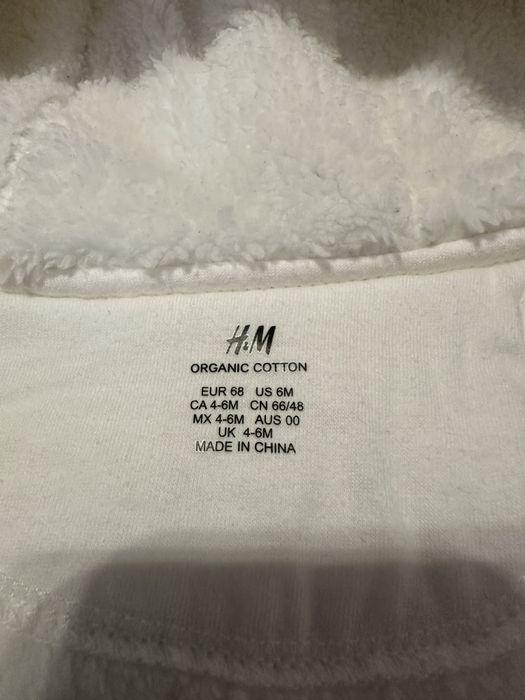 H&M
ORGANIC COTTON
EUR 68 US 6M
CA 4-6M CN 66/48
MX 4-6M AUS 00
UK 4-6M
MADE IN CHINA